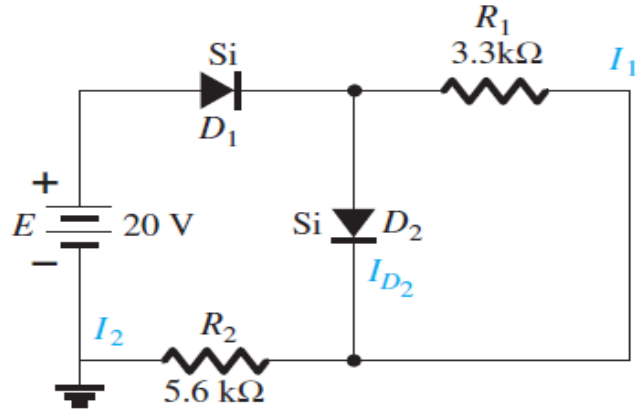 R1
Si
3.3kΩ
I1
D1
+
E
20 V
Si
D2
−
ID2
I2
R2
5.6 kΩ